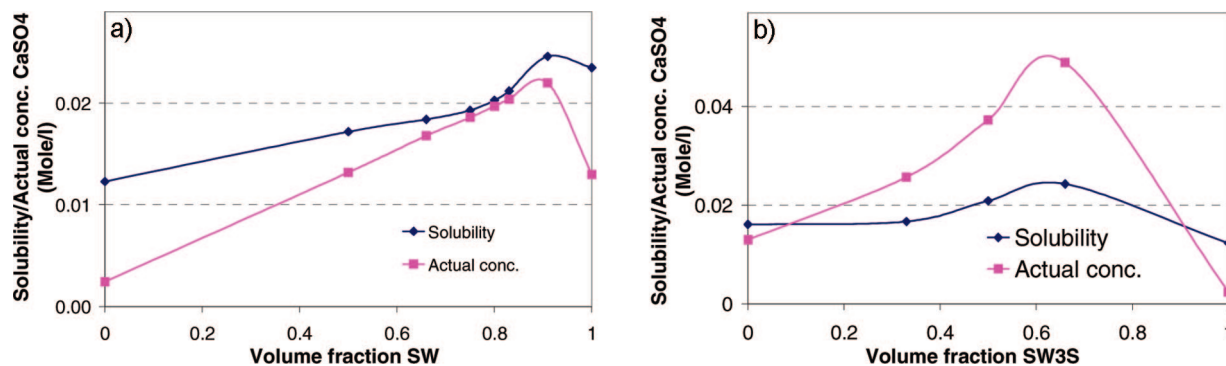 a)
Solubility/Actual conc. CaSO4
(Mole/l)
0.02
0.01
0.00
Solubility
Actual conc.
0
0.2
0.4
0.6
0.8
1
Volume fraction SW
b)
Solubility/Actual conc. CaSO4
(Mole/l)
0.04
0.02
0
Solubility
Actual conc.
0
0.2
0.4
0.6
0.8
1
Volume fraction SW3S